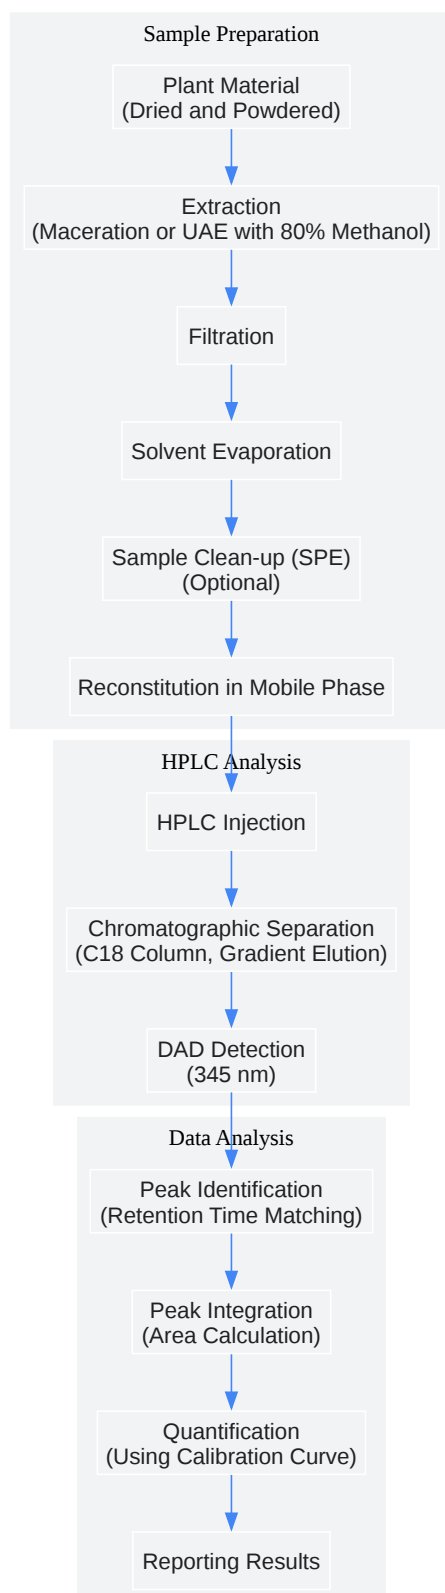 Sample Preparation
Plant Material
(Dried and Powdered)
Extraction
(Maceration or UAE with 80% Methanol)
Filtration
Solvent Evaporation
Sample Clean-up (SPE)
(Optional)
Reconstitution in Mobile Phase
HPLC Analysis
HPLC Injection
Chromatographic Separation
(C18 Column, Gradient Elution)
DAD Detection
(345 nm)
Data Analysis
Peak Identification
(Retention Time Matching)
Peak Integration
(Area Calculation)
Quantification
(Using Calibration Curve)
Reporting Results